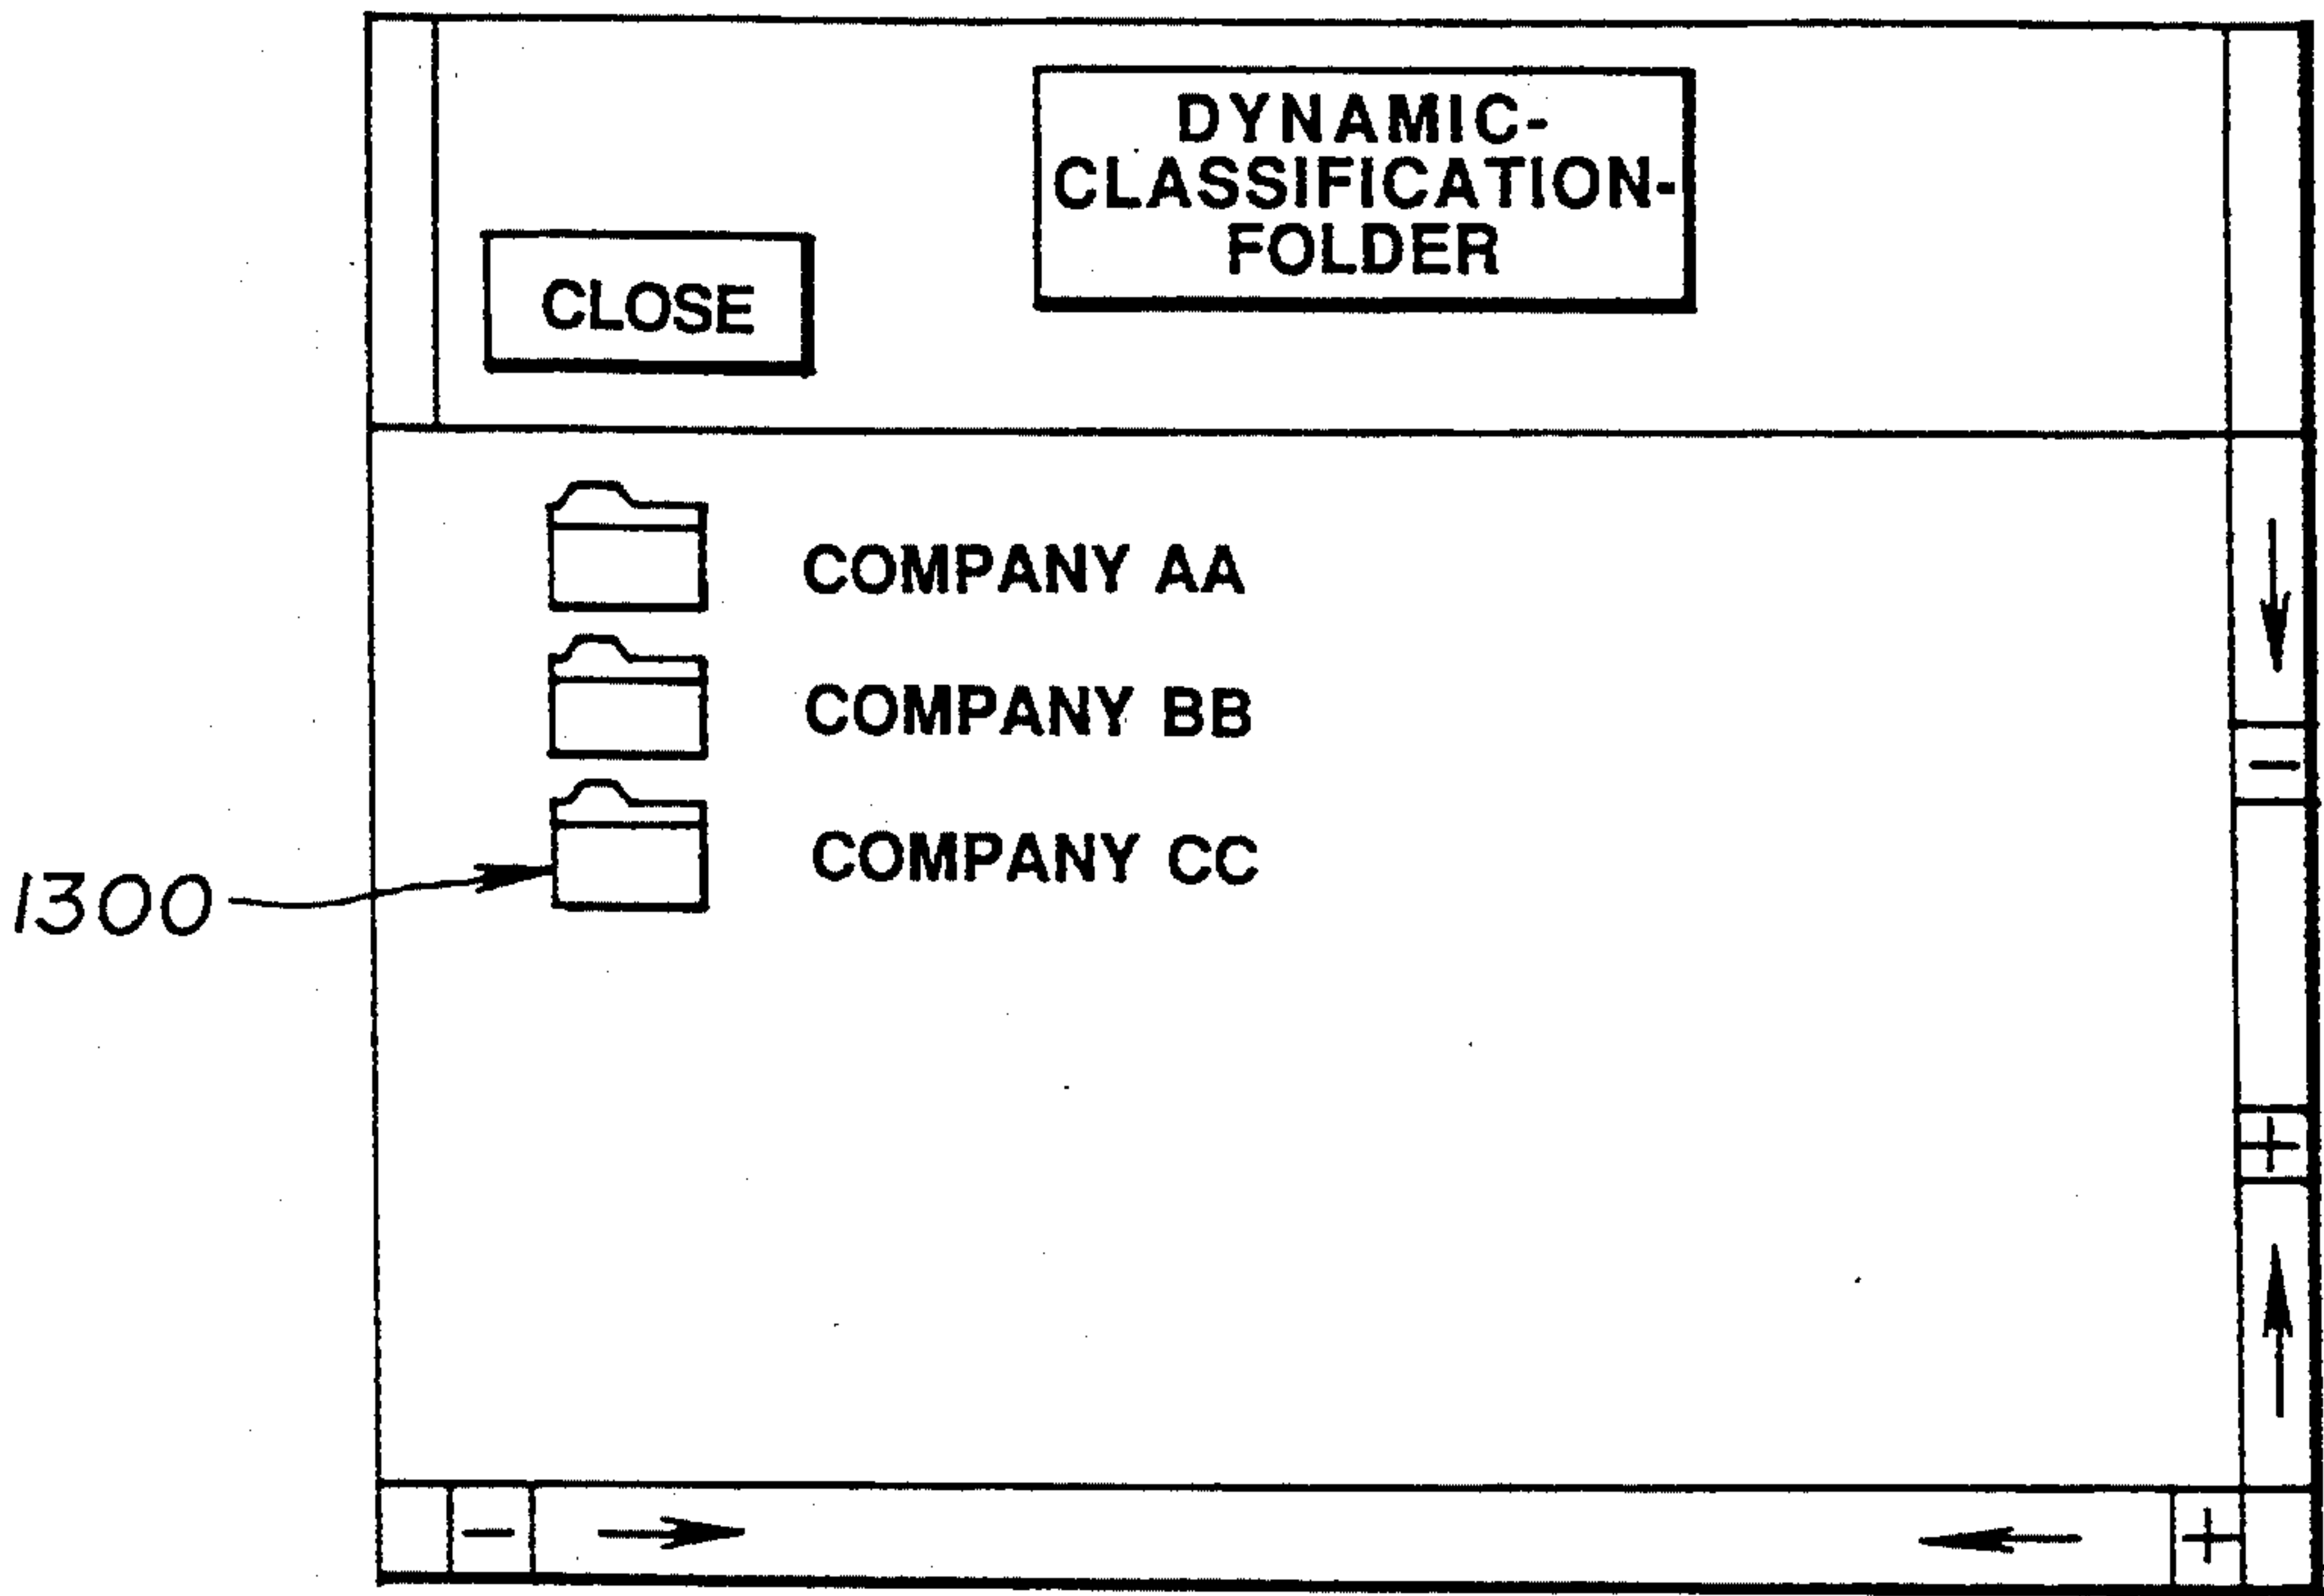 DYNAMIC-
CLASSIFICATION-
FOLDER
CLOSE
COMPANY AA
COMPANY BB
COMPANY CC
1300
−
+
− +